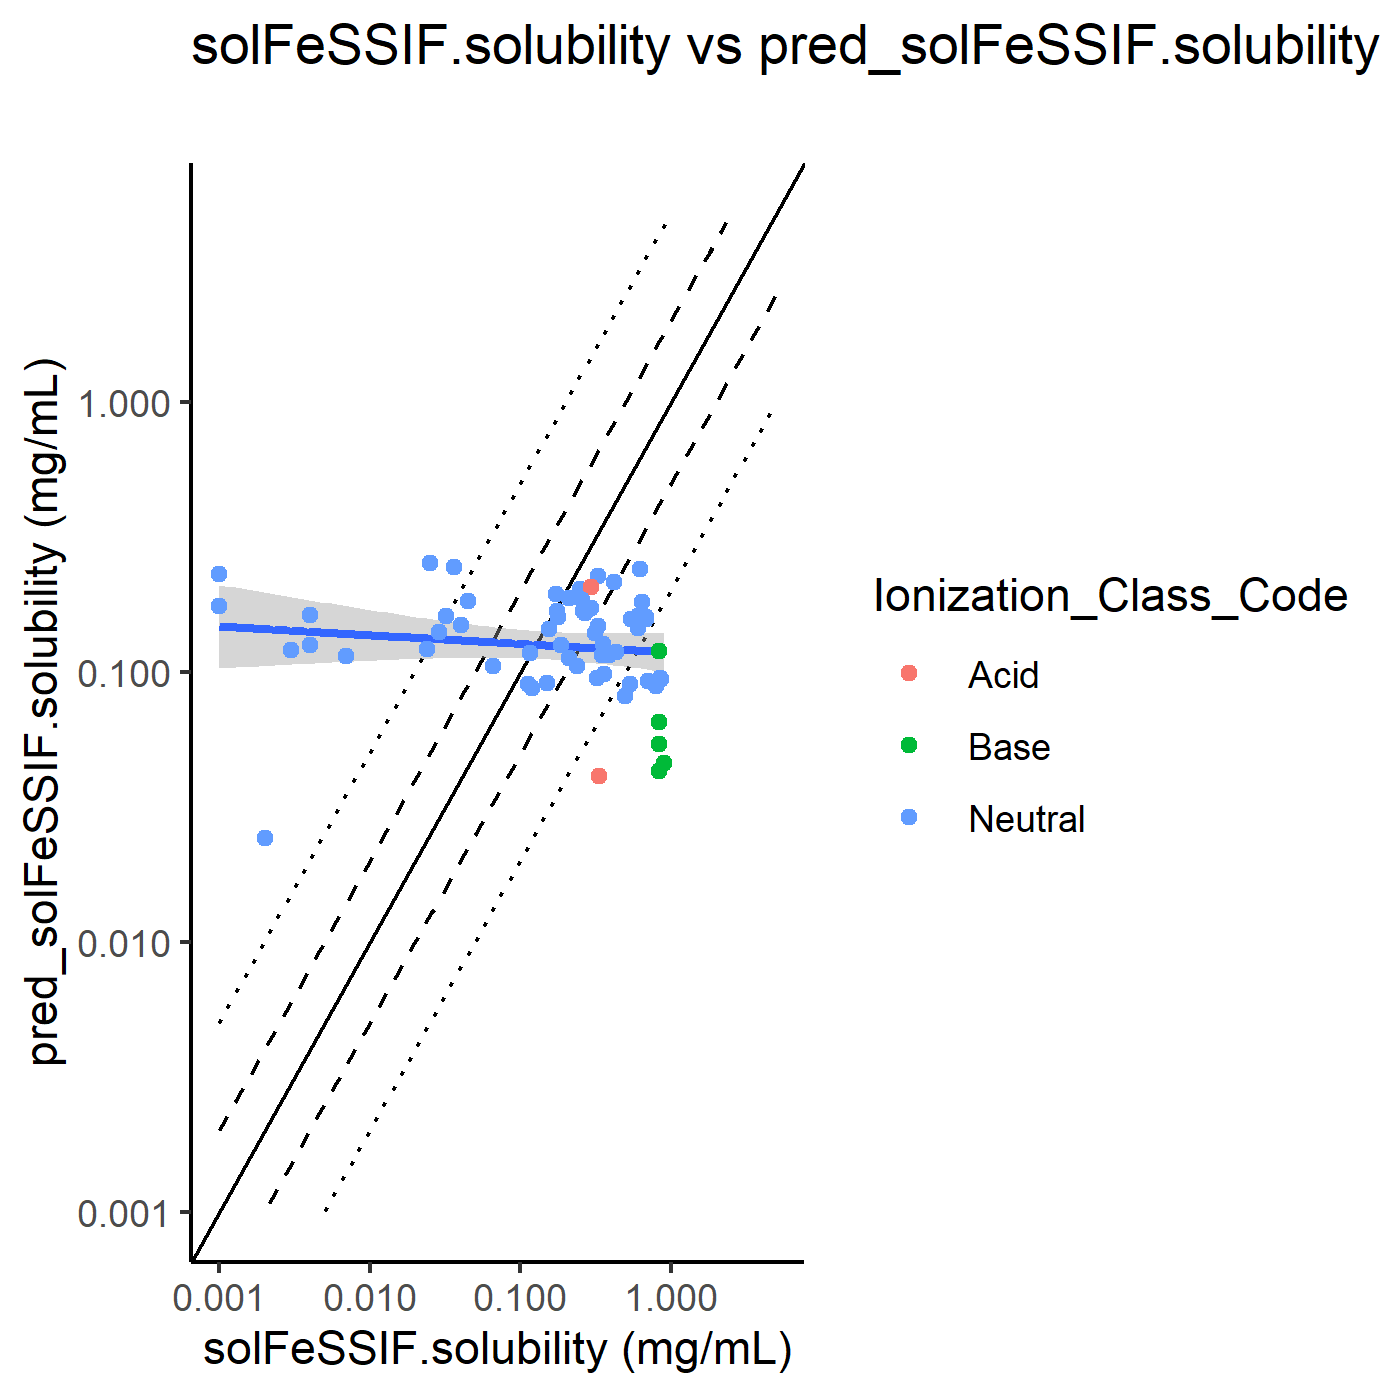 solFeSSIF.solubility vs pred_solFeSSIF.solubility
pred_solFeSSIF.solubility (mg/mL)
1.000
0.100
0.010
0.001
0.001 0.010 0.100 1.000
solFeSSIF.solubility (mg/mL)
Ionization_Class_Code
Acid
Base
Neutral